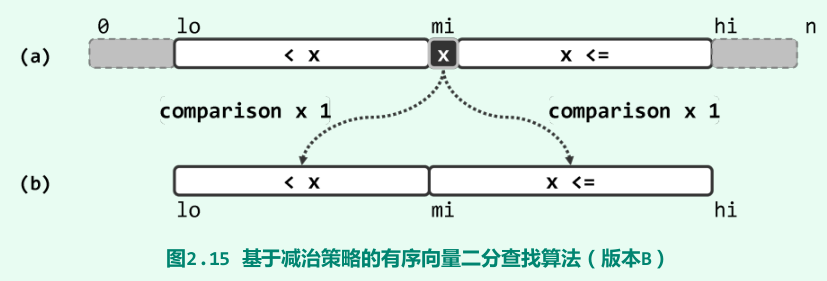 0 lo mi hi n
(a) < x x x <=
comparison x 1 comparison x 1
(b) < x x <=
lo mi hi
图2.15 基于减治策略的有序向量二分查找算法（版本B）